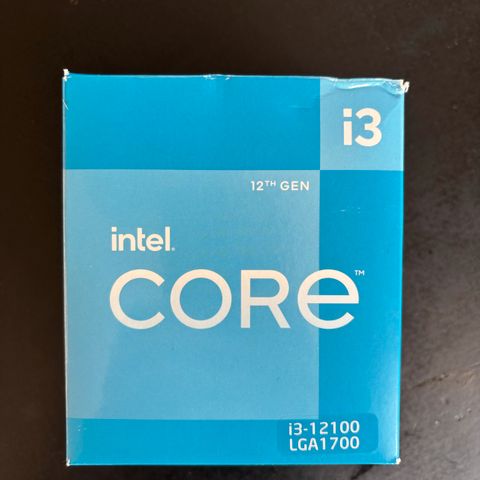 i3
12TH GEN
intel.
CORE™
i3-12100
LGA1700